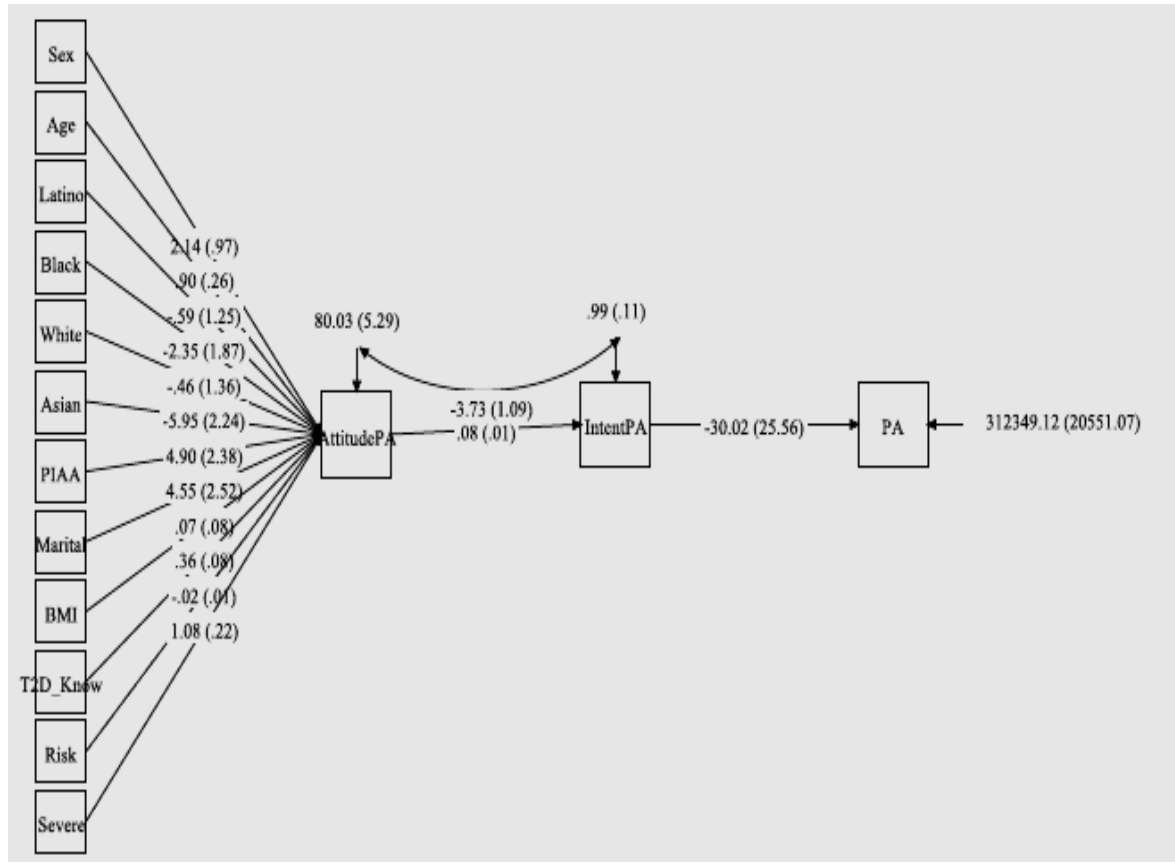 Sex
Age
Latino
Black
White
Asian
PIAA
Marital
BMI
T2D_Know
Risk
Severe
2.14 (.97)
.90 (.26)
-.59 (1.25)
-2.35 (1.87)
-.46 (1.36)
-5.95 (2.24)
4.90 (2.38)
4.55 (2.52)
.07 (.08)
.36 (.08)
-.02 (.01)
1.08 (.22)
80.03 (5.29)
.99 (.11)
AttitudePA
-3.73 (1.09)
.08 (.01)
IntentPA
-30.02 (25.56)
PA
312349.12 (20551.07)